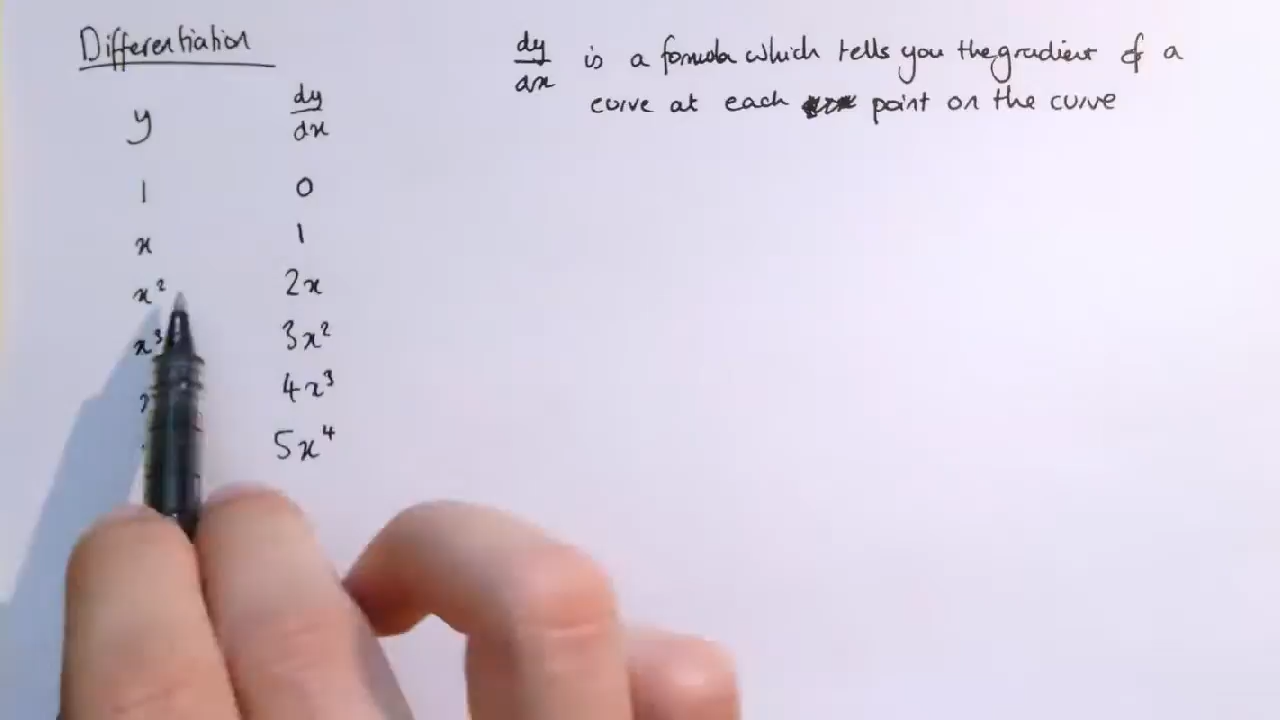 Differentiation
y dy/dx
1 0
x 1
x² 2x
x³ 3x²
4x³
5x⁴
dy/dx is a formula which tells you the gradient of a
curve at each point on the curve